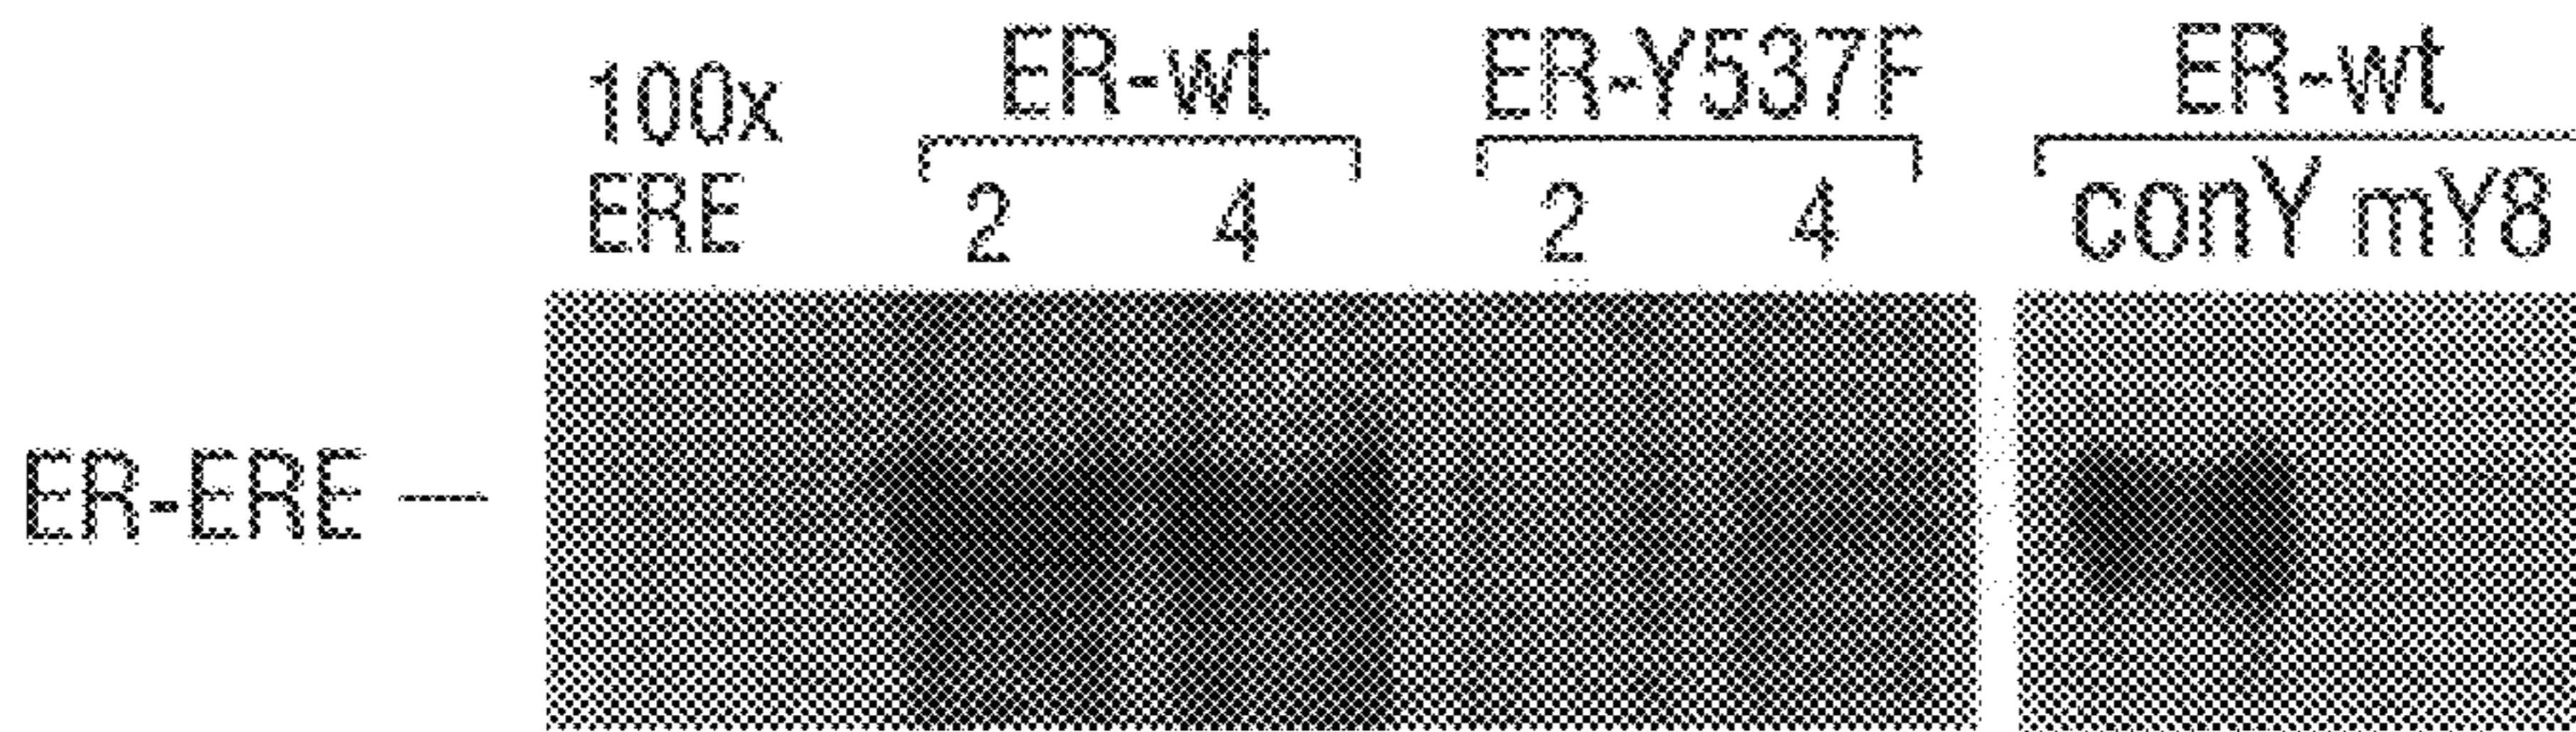 100x
ERE
ER-wt
2 4
ER-Y537F
2 4
ER-wt
conY mY8
ER-ERE